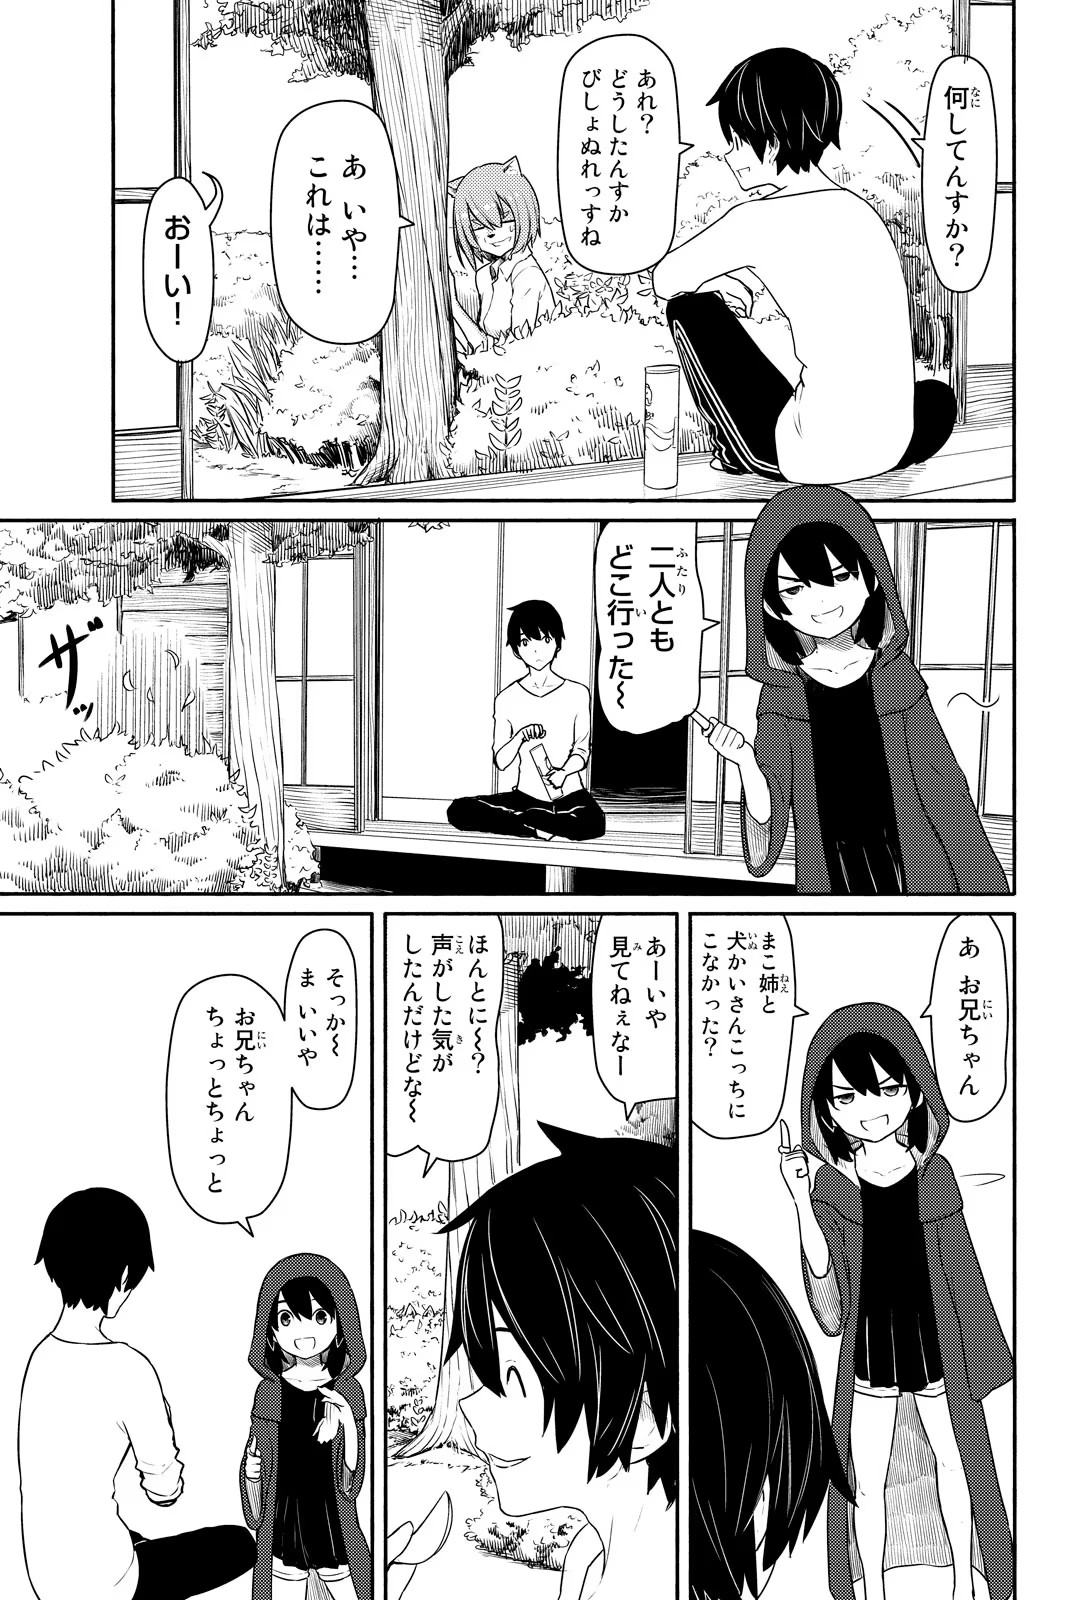 何してんすか？
あれ？
どうしたんすか
びしょぬれっすね
あ いや…
これは……
おーい！
二人とも
どこ行った〜
ザッ
あ お兄ちゃん
まこ姉と
犬かいさんこっちに
こなかった？
あーいや
見てねぇなー
ほんとに〜？
声がした気が
したんだけどな〜
そっか〜
ま いいや
お兄ちゃん
ちょっとちょっと